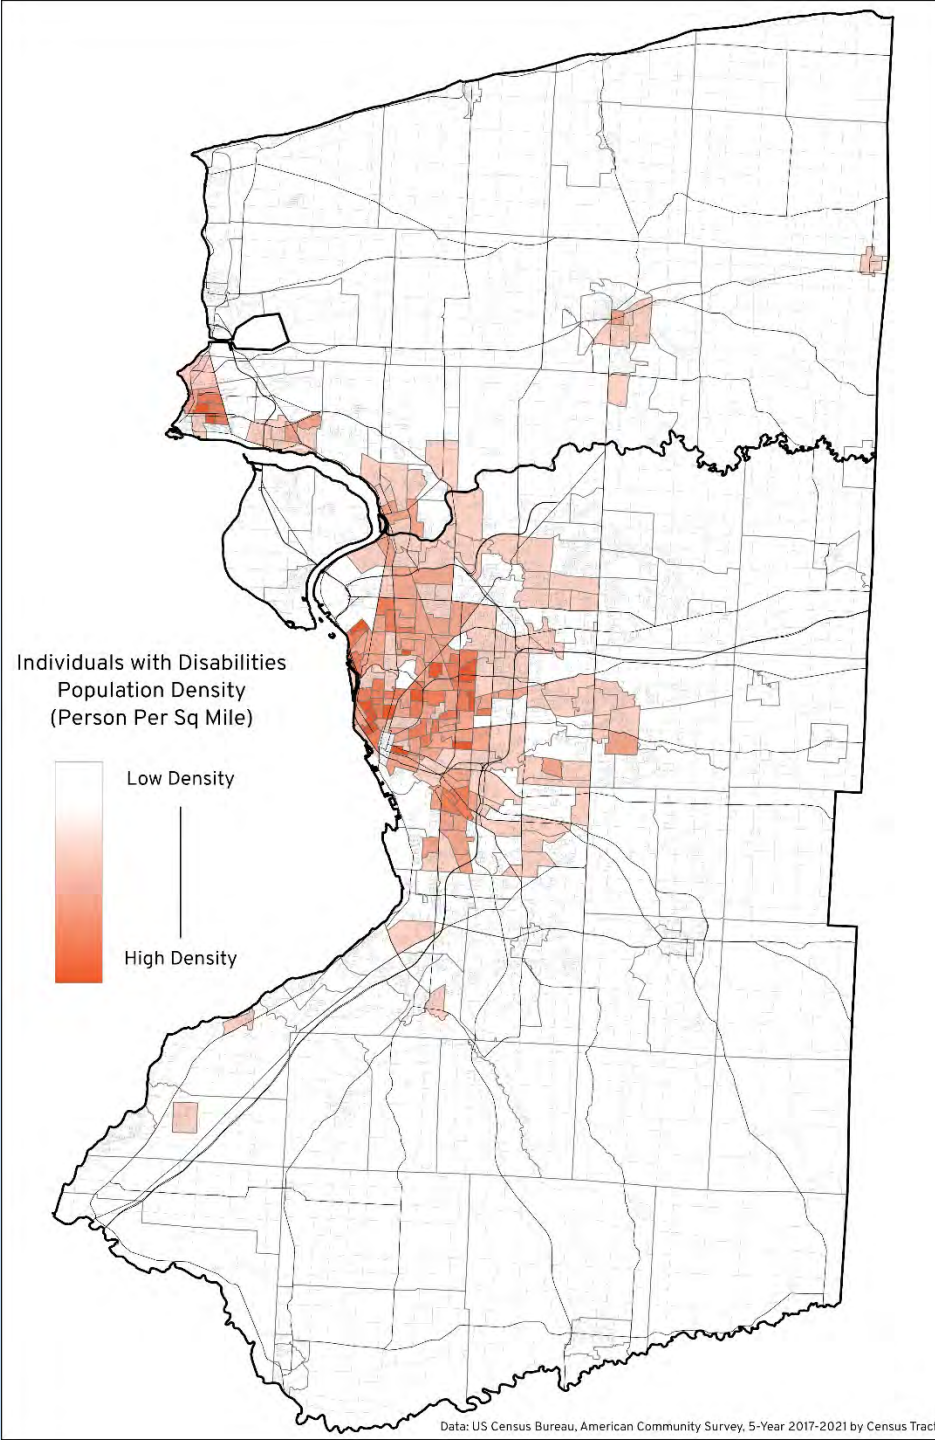 Individuals with Disabilities
Population Density
(Person Per Sq Mile)
Low Density
High Density
Data: US Census Bureau, American Community Survey, 5-Year 2017-2021 by Census Tract